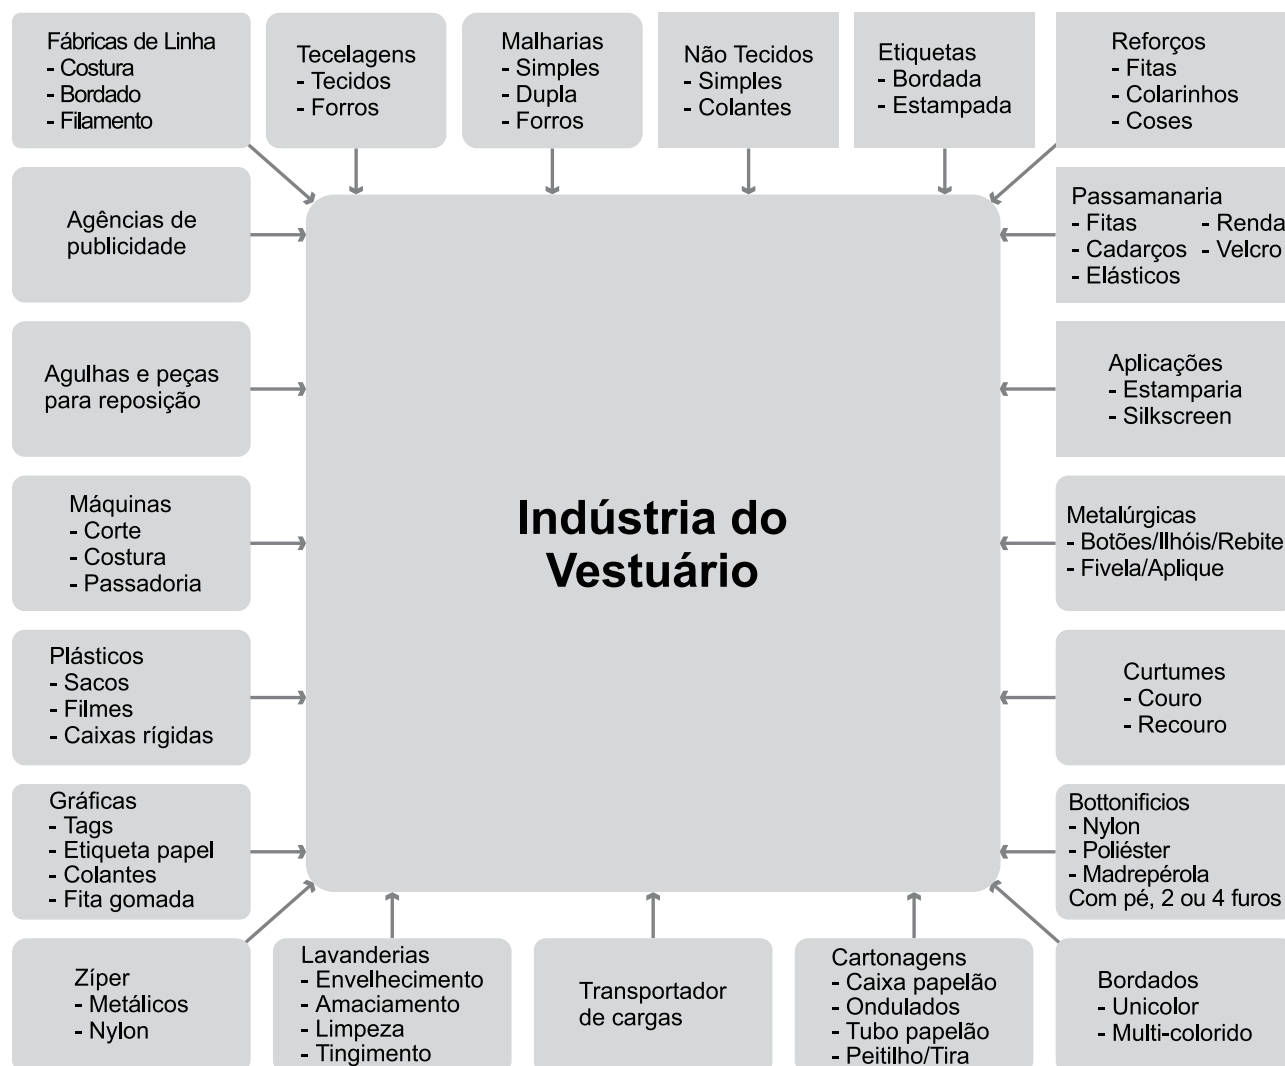 Fábricas de Linha
- Costura
- Bordado
- Filamento
Tecelagens
- Tecidos
- Forros
Malharias
- Simples
- Dupla
- Forros
Não Tecidos
- Simples
- Colantes
Etiquetas
- Bordada
- Estampada
Reforços
- Fitas
- Colarinhos
- Coses
Agências de
publicidade
Passamanaria
- Fitas - Renda
- Cadarços - Velcro
- Elásticos
Agulhas e peças
para reposição
Aplicações
- Estamparia
- Silkscreen
Máquinas
- Corte
- Costura
- Passadoria
Indústria do
Vestuário
Metalúrgicas
- Botões/Ilhóis/Rebite
- Fivela/Aplique
Plásticos
- Sacos
- Filmes
- Caixas rígidas
Curtumes
- Couro
- Recouro
Gráficas
- Tags
- Etiqueta papel
- Colantes
- Fita gomada
Bottonificios
- Nylon
- Poliéster
- Madrepérola
Com pé, 2 ou 4 furos
Zíper
- Metálicos
- Nylon
Lavanderias
- Envelhecimento
- Amaciamento
- Limpeza
- Tingimento
Transportador
de cargas
Cartonagens
- Caixa papelão
- Ondulados
- Tubo papelão
- Peitilho/Tira
Bordados
- Unicolor
- Multi-colorido